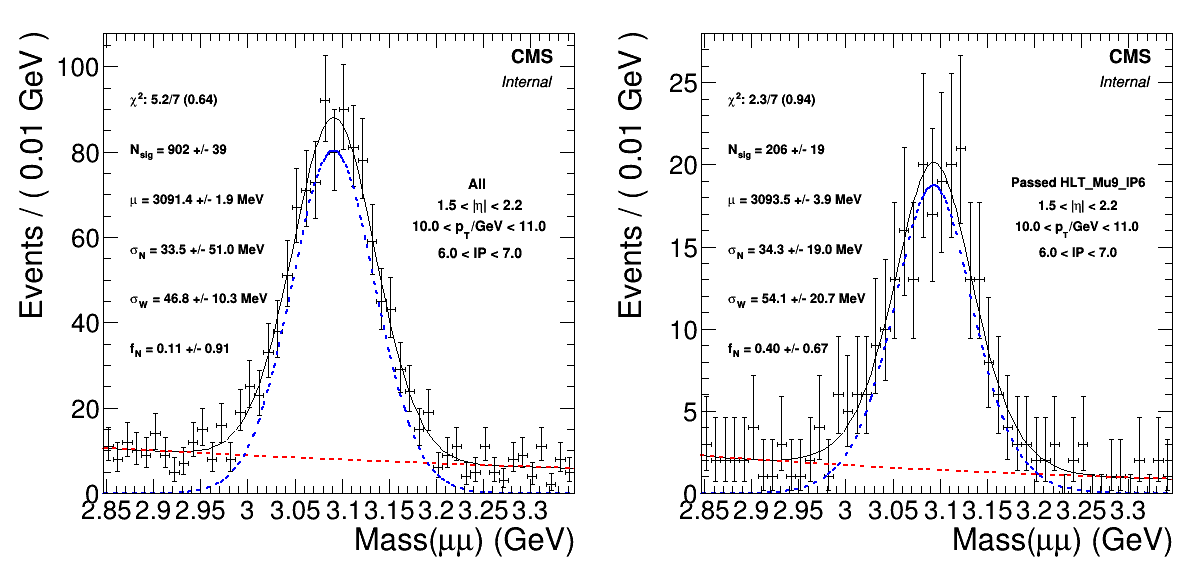 Events / ( 0.01 GeV )
100
80
60
40
20
0
CMS
Internal
χ²: 5.2/7 (0.64)
N_sig = 902 +/- 39
μ = 3091.4 +/- 1.9 MeV
σ_N = 33.5 +/- 51.0 MeV
σ_W = 46.8 +/- 10.3 MeV
f_N = 0.11 +/- 0.91
All
1.5 < |η| < 2.2
10.0 < p_T/GeV < 11.0
6.0 < IP < 7.0
2.85 2.9 2.95 3 3.05 3.1 3.15 3.2 3.25 3.3
Mass(μμ) (GeV)
Events / ( 0.01 GeV )
25
20
15
10
5
0
CMS
Internal
χ²: 2.3/7 (0.94)
N_sig = 206 +/- 19
μ = 3093.5 +/- 3.9 MeV
σ_N = 34.3 +/- 19.0 MeV
σ_W = 54.1 +/- 20.7 MeV
f_N = 0.40 +/- 0.67
Passed HLT_Mu9_IP6
1.5 < |η| < 2.2
10.0 < p_T/GeV < 11.0
6.0 < IP < 7.0
2.85 2.9 2.95 3 3.05 3.1 3.15 3.2 3.25 3.3
Mass(μμ) (GeV)